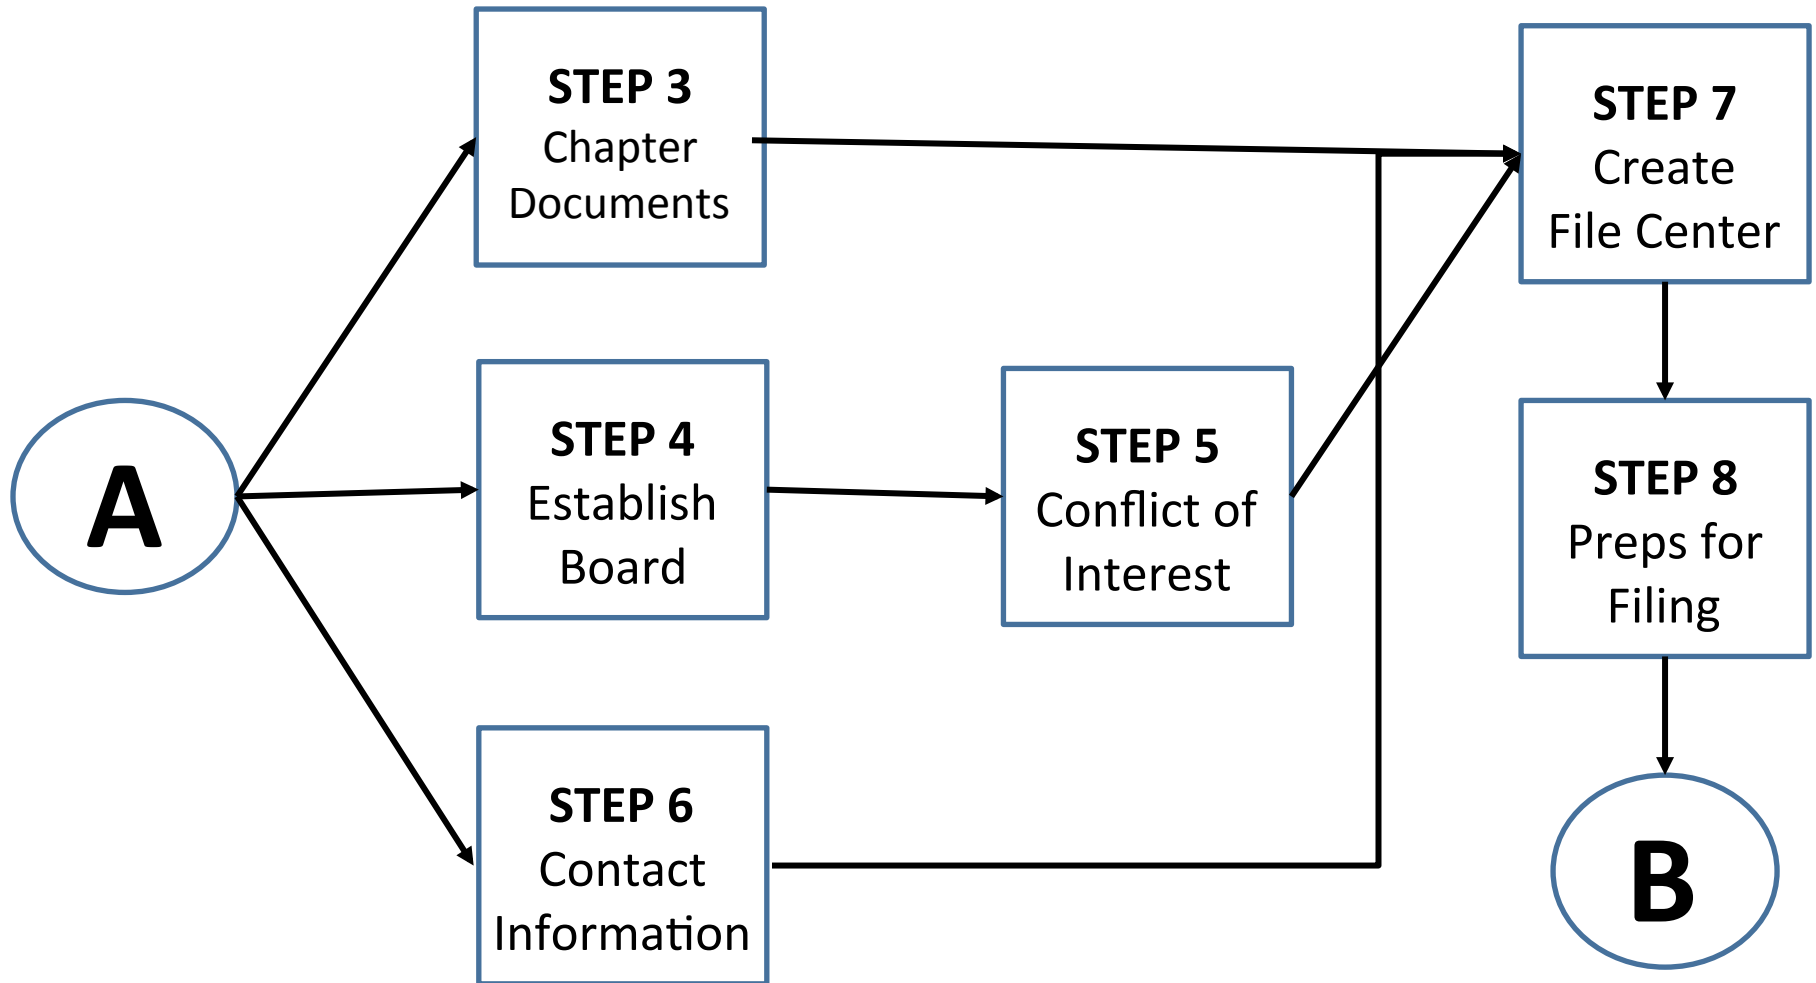 A
STEP 3
Chapter
Documents
STEP 4
Establish
Board
STEP 5
Conflict of
Interest
STEP 6
Contact
Information
STEP 7
Create
File Center
STEP 8
Preps for
Filing
B